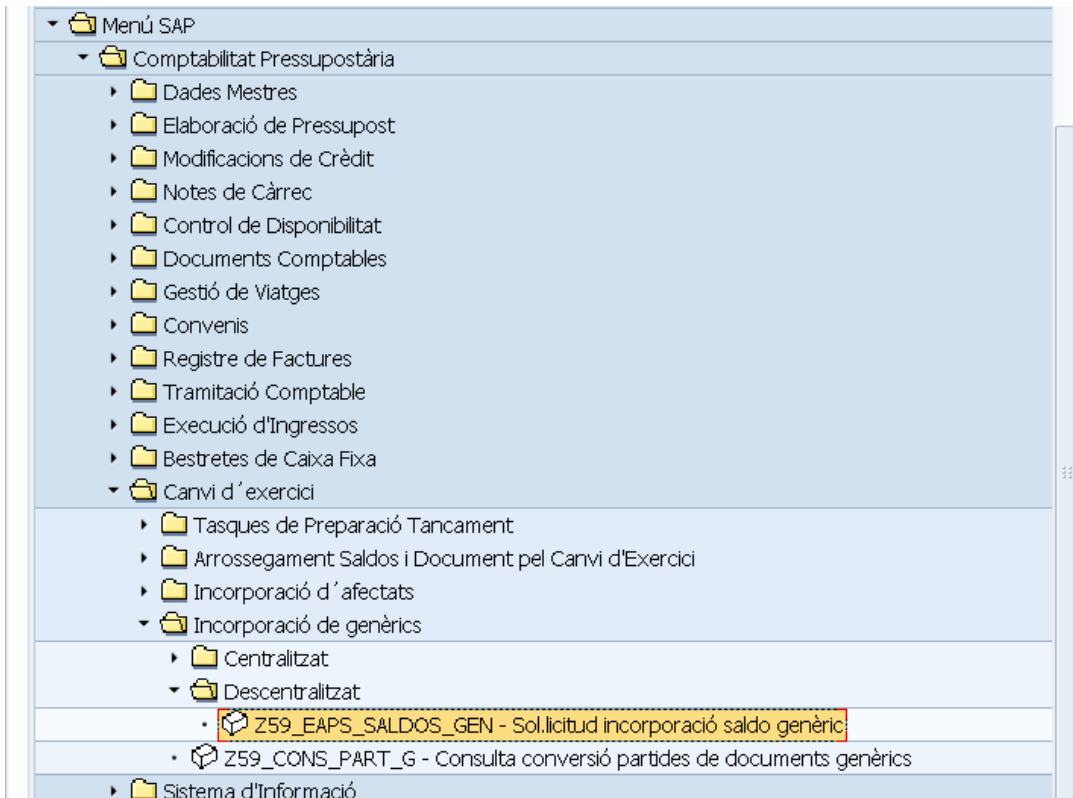 Menú SAP
Comptabilitat Pressupostària
Dades Mestres
Elaboració de Pressupost
Modificacions de Crèdit
Notes de Càrrec
Control de Disponibilitat
Documents Comptables
Gestió de Viatges
Convenis
Registre de Factures
Tramitació Comptable
Execució d'Ingressos
Bestretes de Caixa Fixa
Canvi d´exercici
Tasques de Preparació Tancament
Arrossegament Saldos i Document pel Canvi d'Exercici
Incorporació d´afectats
Incorporació de genèrics
Centralitzat
Descentralitzat
Z59_EAPS_SALDOS_GEN - Sol.licitud incorporació saldo genèric
Z59_CONS_PART_G - Consulta conversió partides de documents genèrics
Sistema d'Informació